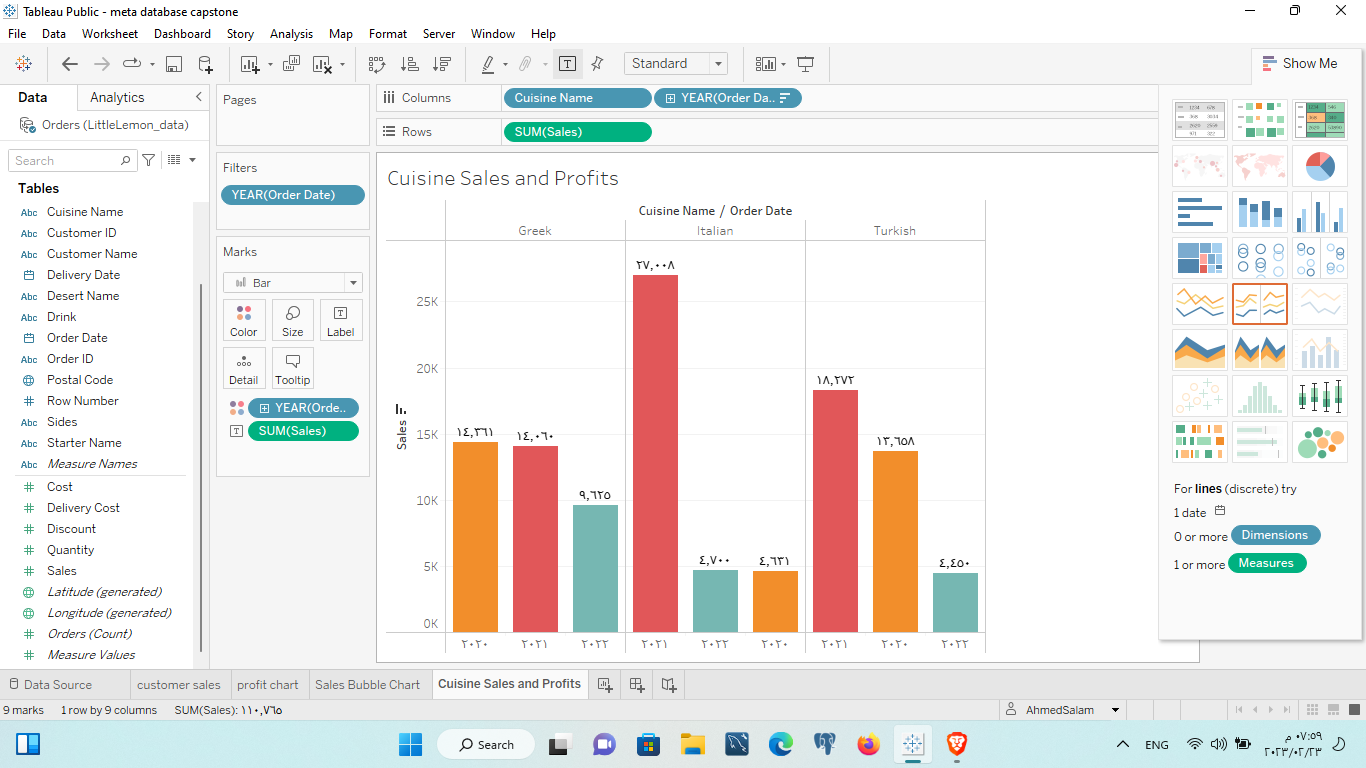 Tableau Public - meta database capstone
File Data Worksheet Dashboard Story Analysis Map Format Server Window Help
Standard
Show Me
Data Analytics
Orders (LittleLemon_data)
Search
Tables
Abc Cuisine Name
Abc Customer ID
Abc Customer Name
Delivery Date
Abc Desert Name
Abc Drink
Order Date
Abc Order ID
Postal Code
Row Number
Abc Sides
Abc Starter Name
Abc Measure Names
Cost
Delivery Cost
Discount
Quantity
Sales
Latitude (generated)
Longitude (generated)
Orders (Count)
Measure Values
Pages
Filters
YEAR(Order Date)
Marks
Bar
Color Size Label
Detail Tooltip
YEAR(Orde..
SUM(Sales)
Columns Cuisine Name YEAR(Order Da..
Rows SUM(Sales)
Cuisine Sales and Profits
Cuisine Name / Order Date
Greek Italian Turkish
Sales
25K
20K
15K
10K
5K
0K
١٤,٣٦١ ١٤,٠٦٠ ٩,٦٢٥ ٢٧,٠٠٨ ٤,٧٠٠ ٤,٦٣١ ١٨,٢٧٢ ١٣,٦٥٨ ٤,٤٥٠
٢٠٢٠ ٢٠٢١ ٢٠٢٢ ٢٠٢١ ٢٠٢٢ ٢٠٢٠ ٢٠٢١ ٢٠٢٠ ٢٠٢٢
For lines (discrete) try
1 date
0 or more Dimensions
1 or more Measures
Data Source customer sales profit chart Sales Bubble Chart Cuisine Sales and Profits
9 marks 1 row by 9 columns SUM(Sales): ١١٠,٧٦٥
AhmedSalam
Search
ENG
٠٧:٥٩ م
٢٠٢٣/٠٢/٢٣